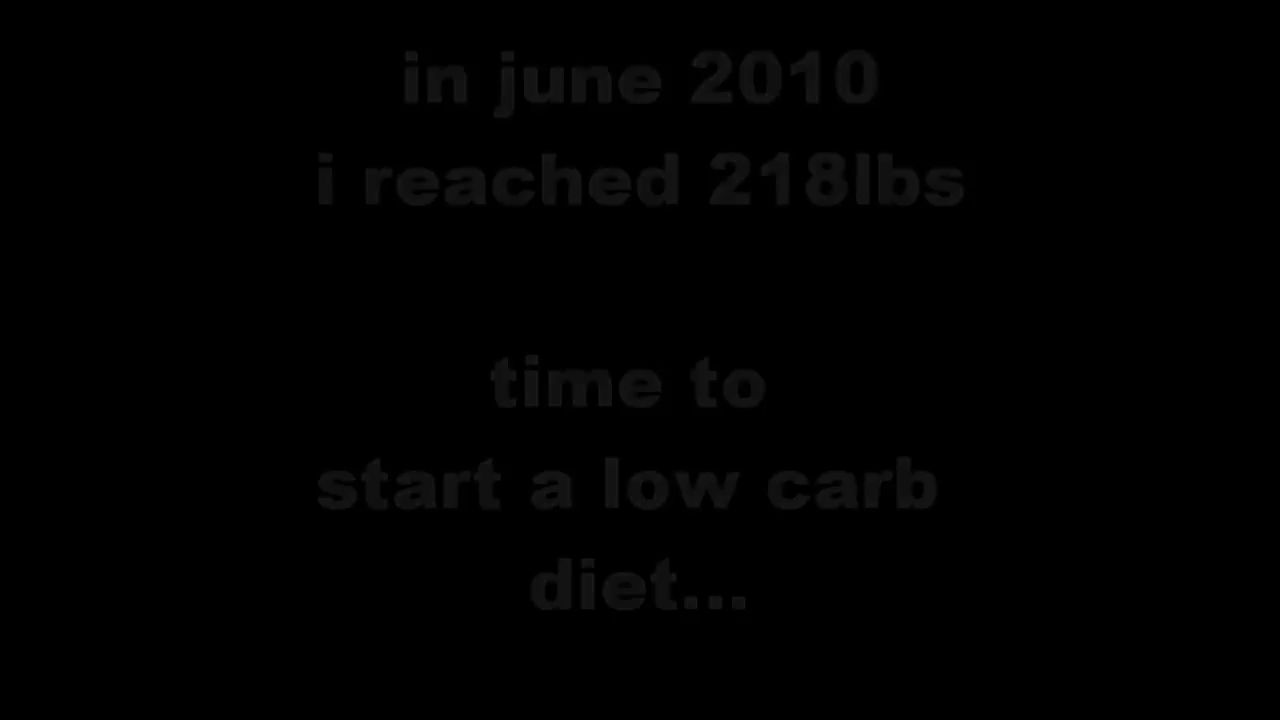 in june 2010
i reached 218lbs
time to
start a low carb
diet...